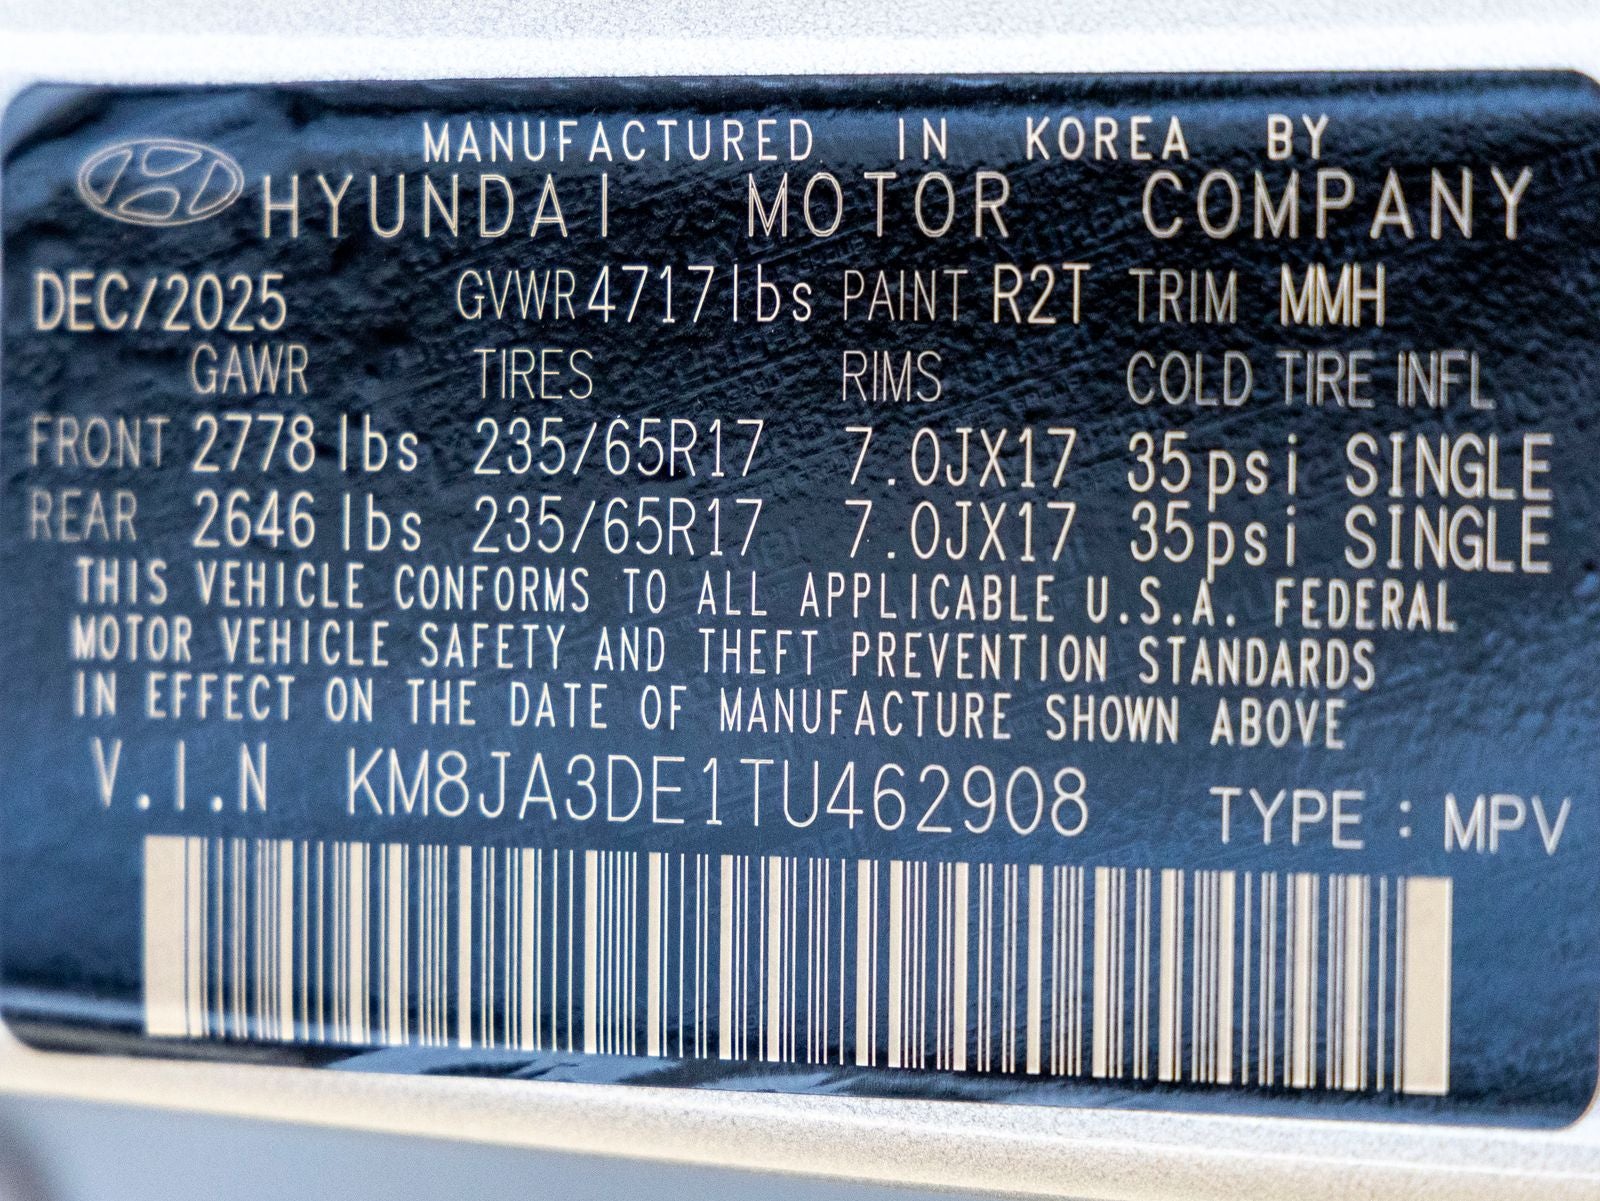 MANUFACTURED IN KOREA BY
HYUNDAI MOTOR COMPANY
DEC/2025 GVWR 4717 lbs PAINT R2T TRIM MMH
GAWR TIRES RIMS COLD TIRE INFL
FRONT 2778 lbs 235/65R17 7.0JX17 35psi SINGLE
REAR 2646 lbs 235/65R17 7.0JX17 35psi SINGLE
THIS VEHICLE CONFORMS TO ALL APPLICABLE U.S.A. FEDERAL
MOTOR VEHICLE SAFETY AND THEFT PREVENTION STANDARDS
IN EFFECT ON THE DATE OF MANUFACTURE SHOWN ABOVE
V.I.N KM8JA3DE1TU462908 TYPE : MPV